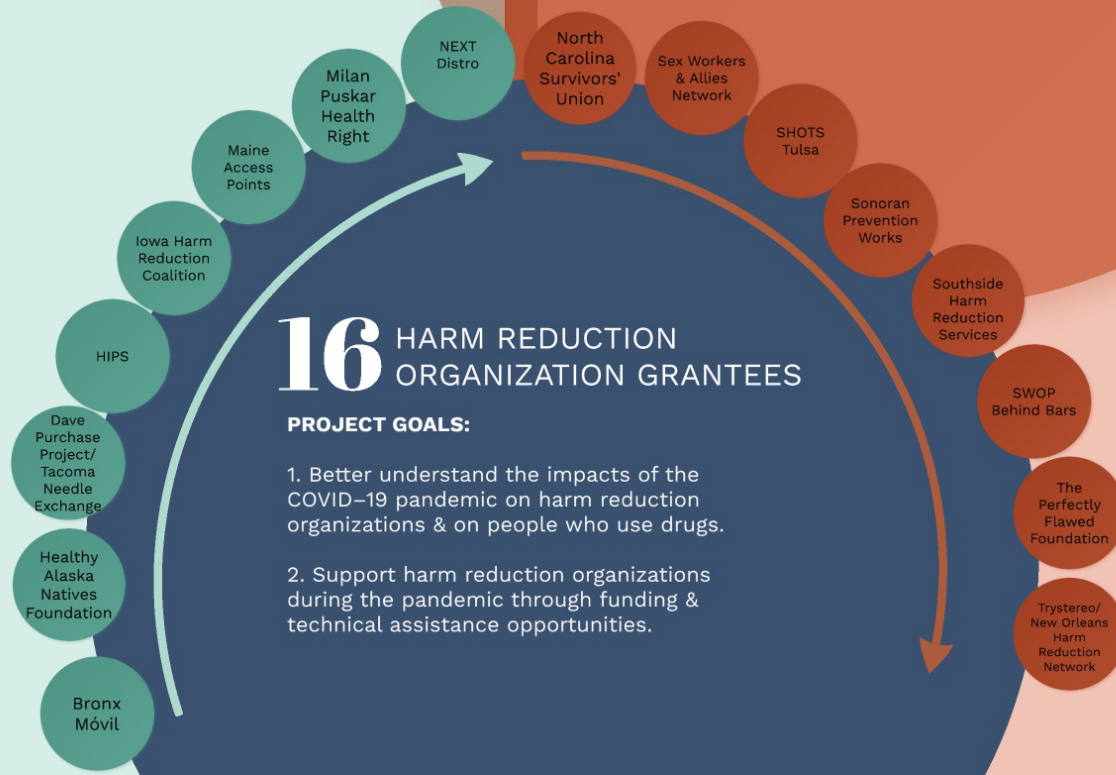 Bronx
Móvil
Healthy
Alaska
Natives
Foundation
Dave
Purchase
Project/
Tacoma
Needle
Exchange
HIPS
Iowa Harm
Reduction
Coalition
Maine
Access
Points
Milan
Puskar
Health
Right
NEXT
Distro
North
Carolina
Survivors'
Union
Sex Workers
& Allies
Network
SHOTS
Tulsa
Sonoran
Prevention
Works
Southside
Harm
Reduction
Services
SWOP
Behind Bars
The
Perfectly
Flawed
Foundation
Trystereo/
New Orleans
Harm
Reduction
Network
16 HARM REDUCTION
ORGANIZATION GRANTEES
PROJECT GOALS:
1. Better understand the impacts of the
COVID–19 pandemic on harm reduction
organizations & on people who use drugs.
2. Support harm reduction organizations
during the pandemic through funding &
technical assistance opportunities.